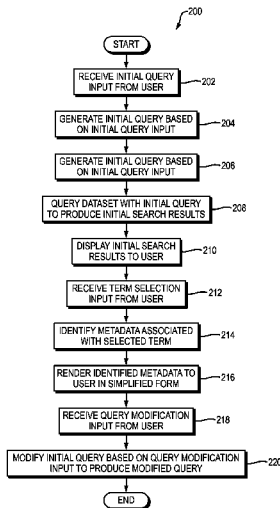 200
START
RECEIVE INITIAL QUERY
INPUT FROM USER
202
GENERATE INITIAL QUERY BASED
ON INITIAL QUERY INPUT
204
GENERATE INITIAL QUERY BASED
ON INITIAL QUERY INPUT
206
QUERY DATASET WITH INITIAL QUERY
TO PRODUCE INITIAL SEARCH RESULTS
208
DISPLAY INITIAL SEARCH
RESULTS TO USER
210
RECEIVE TERM SELECTION
INPUT FROM USER
212
IDENTIFY METADATA ASSOCIATED
WITH SELECTED TERM
214
RENDER IDENTIFIED METADATA TO
USER IN SIMPLIFIED FORM
216
RECEIVE QUERY MODIFICATION
INPUT FROM USER
218
MODIFY INITIAL QUERY BASED ON QUERY MODIFICATION
INPUT TO PRODUCE MODIFIED QUERY
220
END